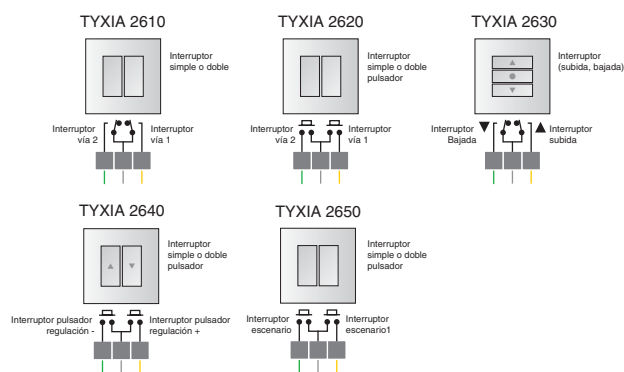 TYXIA 2610
Interruptor
simple o doble
Interruptor
vía 2
Interruptor
vía 1
TYXIA 2620
Interruptor
simple o doble
pulsador
Interruptor
vía 2
Interruptor
vía 1
TYXIA 2630
Interruptor
(subida, bajada)
Interruptor
Bajada
Interruptor
subida
TYXIA 2640
Interruptor
simple o doble
pulsador
Interruptor pulsador
regulación -
Interruptor pulsador
regulación +
TYXIA 2650
Interruptor
simple o doble
pulsador
Interruptor
escenario
Interruptor
escenario1